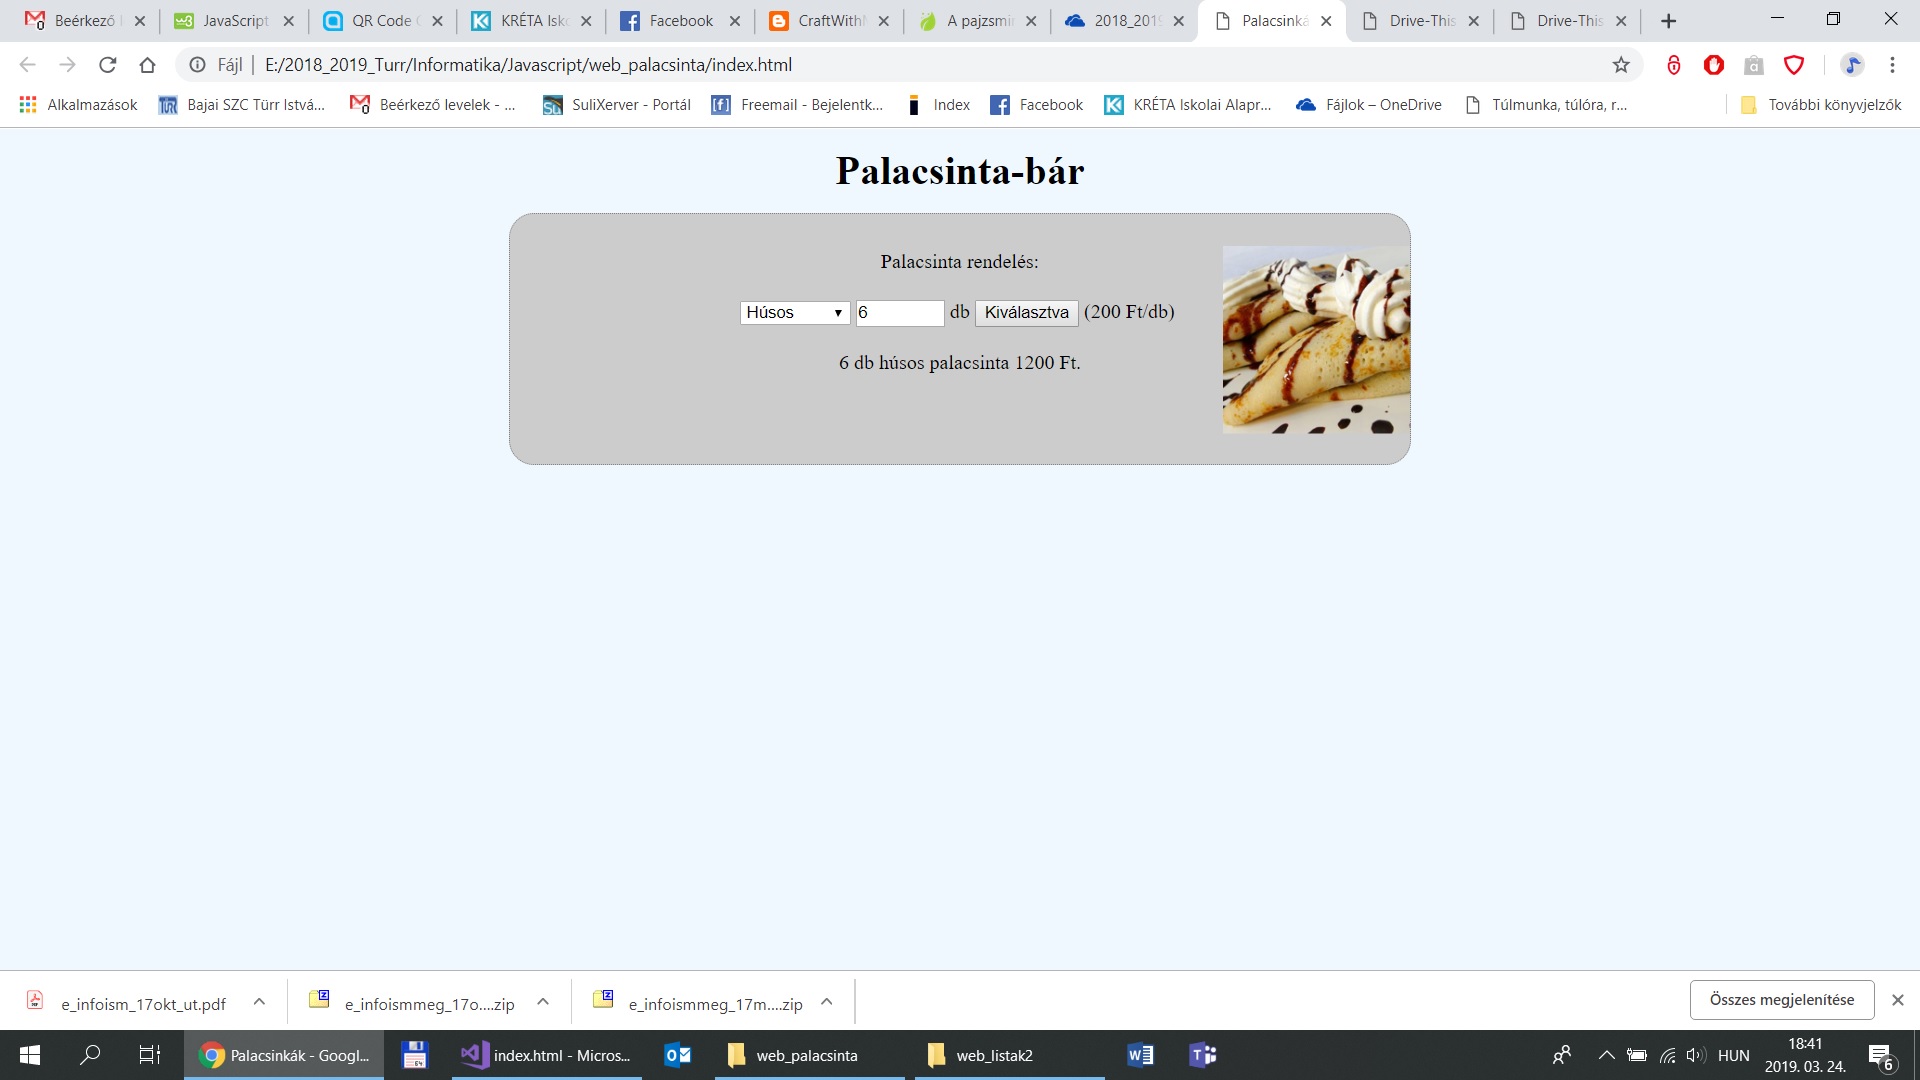 Beérkező JavaScript QR Code KRÉTA Isk Facebook CraftWith A pajzsmi 2018_2019 Palacsinká Drive-This Drive-This
Fájl E:/2018_2019_Turr/Informatika/Javascript/web_palacsinta/index.html
Alkalmazások Bajai SZC Türr Istvá... Beérkező levelek - ... SuliXerver - Portál Freemail - Bejelentk... Index Facebook KRÉTA Iskolai Alapr... Fájlok – OneDrive Túlmunka, túlóra, r... További könyvjelzők
Palacsinta-bár
Palacsinta rendelés:
Húsos 6 db Kiválasztva (200 Ft/db)
6 db húsos palacsinta 1200 Ft.
e_infoism_17okt_ut.pdf e_infoismmeg_17o....zip e_infoismmeg_17m....zip Összes megjelenítése
Palacsinkák - Googl... index.html - Micros... web_palacsinta web_listak2 HUN 18:41
2019. 03. 24. 6